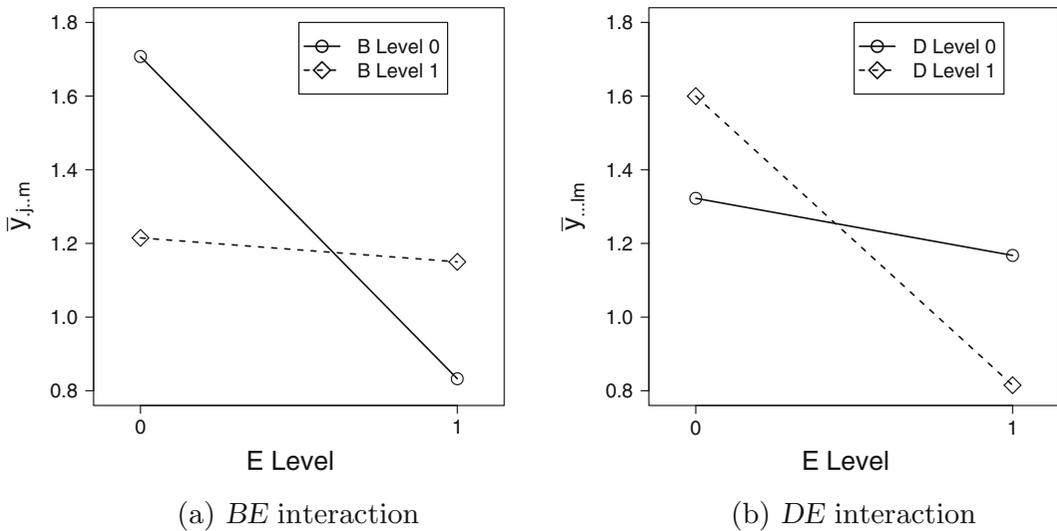 1.8
1.6
1.4
1.2
1.0
0.8
ȳ.j..m
B Level 0
B Level 1
0 1
E Level
(a) BE interaction
1.8
1.6
1.4
1.2
1.0
0.8
ȳ...lm
D Level 0
D Level 1
0 1
E Level
(b) DE interaction